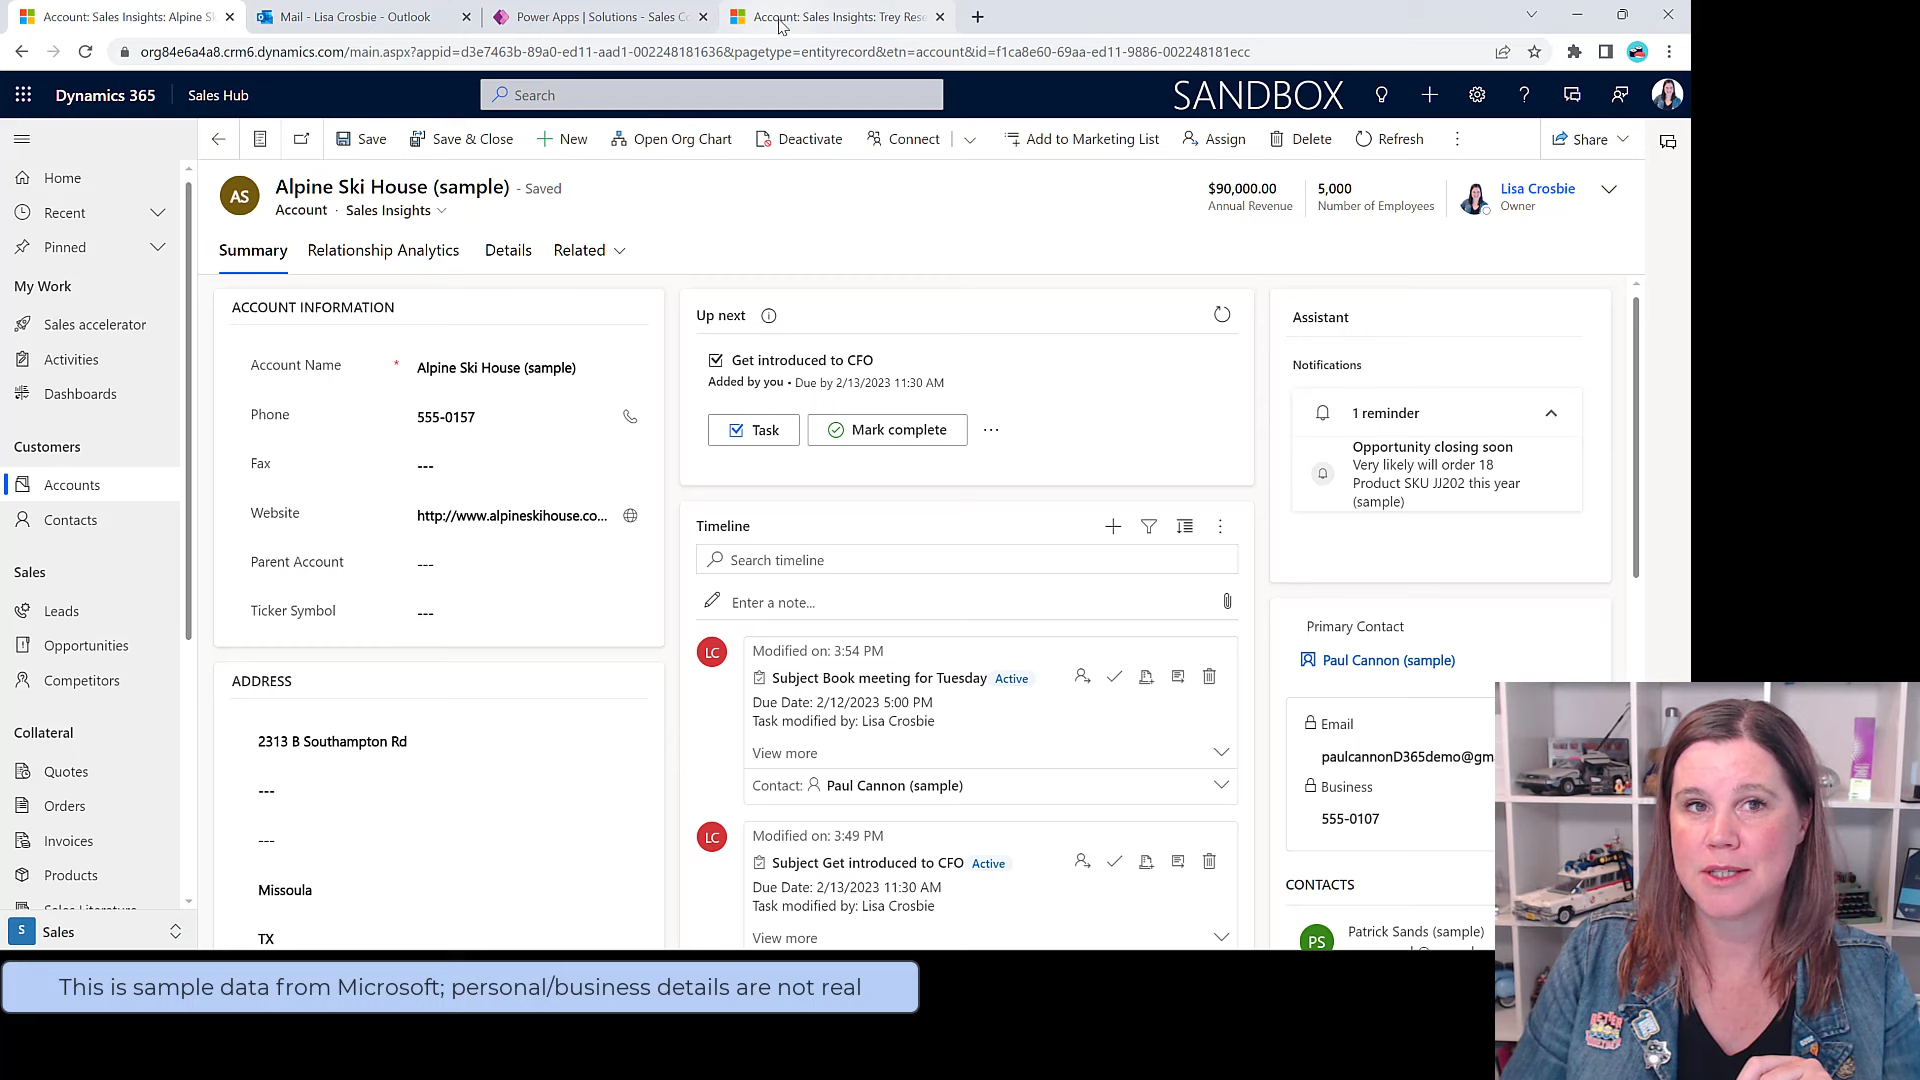 Account: Sales Insights: Alpine Sk
Mail - Lisa Crosbie - Outlook
Power Apps | Solutions - Sales Co
Account: Sales Insights: Trey Rese
org84e6a4a8.crm6.dynamics.com/main.aspx?appid=d3e7463b-89a0-ed11-aad1-002248181636&pagetype=entityrecord&etn=account&id=f1ca8e60-69aa-ed11-9886-002248181ecc
Dynamics 365
Sales Hub
Search
SANDBOX
Save
Save & Close
New
Open Org Chart
Deactivate
Connect
Add to Marketing List
Assign
Delete
Refresh
Share
Home
Recent
Pinned
My Work
Sales accelerator
Activities
Dashboards
Customers
Accounts
Contacts
Sales
Leads
Opportunities
Competitors
Collateral
Quotes
Orders
Invoices
Products
Sales Literature
S
Sales
AS
Alpine Ski House (sample) - Saved
Account · Sales Insights
$90,000.00
Annual Revenue
5,000
Number of Employees
Lisa Crosbie
Owner
Summary
Relationship Analytics
Details
Related
ACCOUNT INFORMATION
Account Name * Alpine Ski House (sample)
Phone 555-0157
Fax ---
Website http://www.alpineskihouse.co...
Parent Account ---
Ticker Symbol ---
ADDRESS
2313 B Southampton Rd
---
---
Missoula
TX
Up next
Get introduced to CFO
Added by you • Due by 2/13/2023 11:30 AM
Task
Mark complete
...
Timeline
Search timeline
Enter a note...
LC
Modified on: 3:54 PM
Subject Book meeting for Tuesday Active
Due Date: 2/12/2023 5:00 PM
Task modified by: Lisa Crosbie
View more
Contact: Paul Cannon (sample)
LC
Modified on: 3:49 PM
Subject Get introduced to CFO Active
Due Date: 2/13/2023 11:30 AM
Task modified by: Lisa Crosbie
View more
Assistant
Notifications
1 reminder
Opportunity closing soon
Very likely will order 18
Product SKU JJ202 this year
(sample)
Primary Contact
Paul Cannon (sample)
Email
paulcannonD365demo@gm
Business
555-0107
CONTACTS
PS
Patrick Sands (sample)
This is sample data from Microsoft; personal/business details are not real